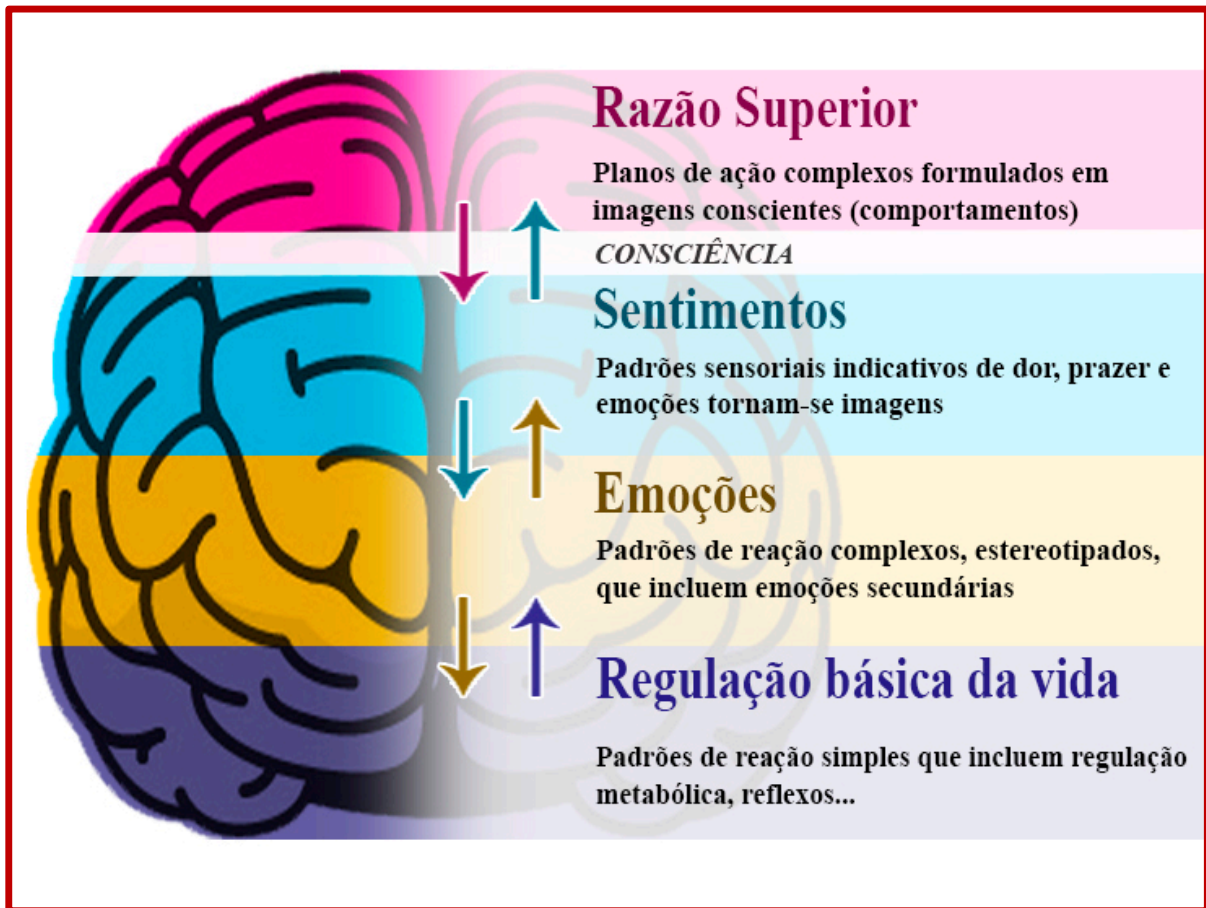 Razão Superior
Planos de ação complexos formulados em
imagens conscientes (comportamentos)
CONSCIÊNCIA
Sentimentos
Padrões sensoriais indicativos de dor, prazer e
emoções tornam-se imagens
Emoções
Padrões de reação complexos, estereotipados,
que incluem emoções secundárias
Regulação básica da vida
Padrões de reação simples que incluem regulação
metabólica, reflexos...